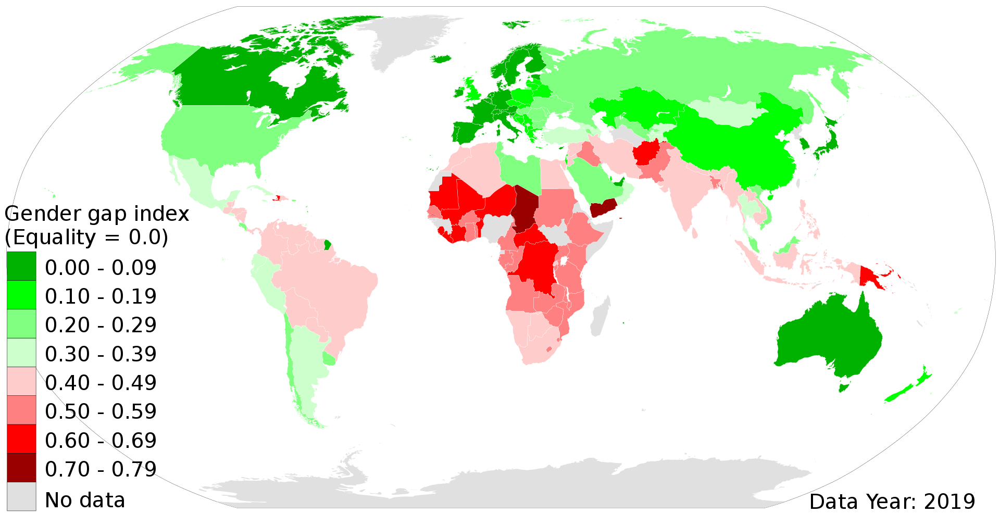 Gender gap index
(Equality = 0.0)
0.00 - 0.09
0.10 - 0.19
0.20 - 0.29
0.30 - 0.39
0.40 - 0.49
0.50 - 0.59
0.60 - 0.69
0.70 - 0.79
No data
Data Year: 2019